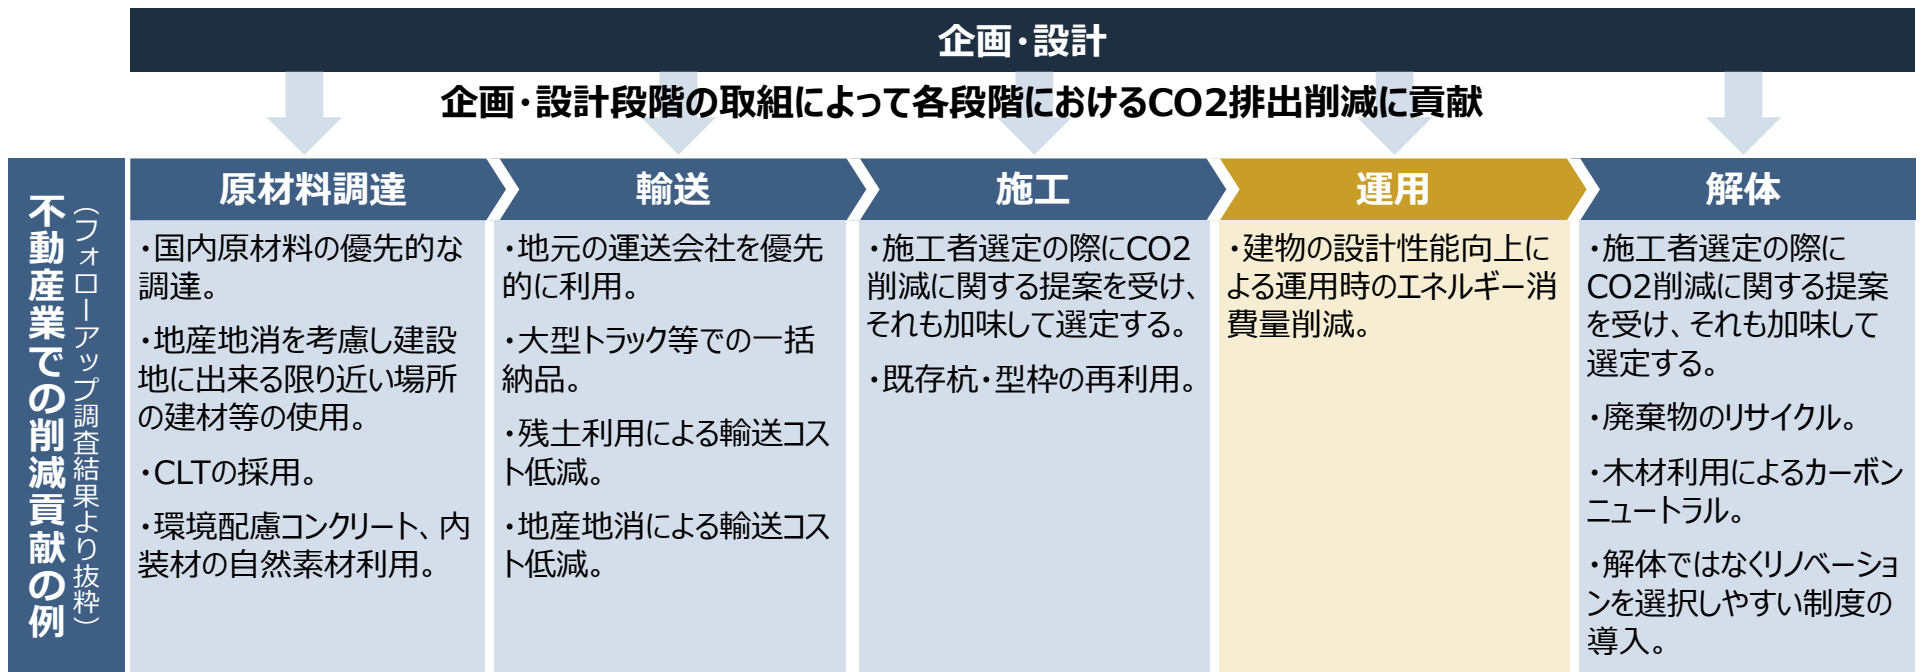 企画・設計
企画・設計段階の取組によって各段階におけるCO2排出削減に貢献
不動産業での削減貢献の例
（フォローアップ調査結果より抜粋）
原材料調達
・国内原材料の優先的な
調達。
・地産地消を考慮し建設
地に出来る限り近い場所
の建材等の使用。
・CLTの採用。
・環境配慮コンクリート、内
装材の自然素材利用。
輸送
・地元の運送会社を優先
的に利用。
・大型トラック等での一括
納品。
・残土利用による輸送コス
ト低減。
・地産地消による輸送コス
ト低減。
施工
・施工者選定の際にCO2
削減に関する提案を受け、
それも加味して選定する。
・既存杭・型枠の再利用。
運用
・建物の設計性能向上に
よる運用時のエネルギー消
費量削減。
解体
・施工者選定の際に
CO2削減に関する提案
を受け、それも加味して
選定する。
・廃棄物のリサイクル。
・木材利用によるカーボン
ニュートラル。
・解体ではなくリノベーショ
ンを選択しやすい制度の
導入。